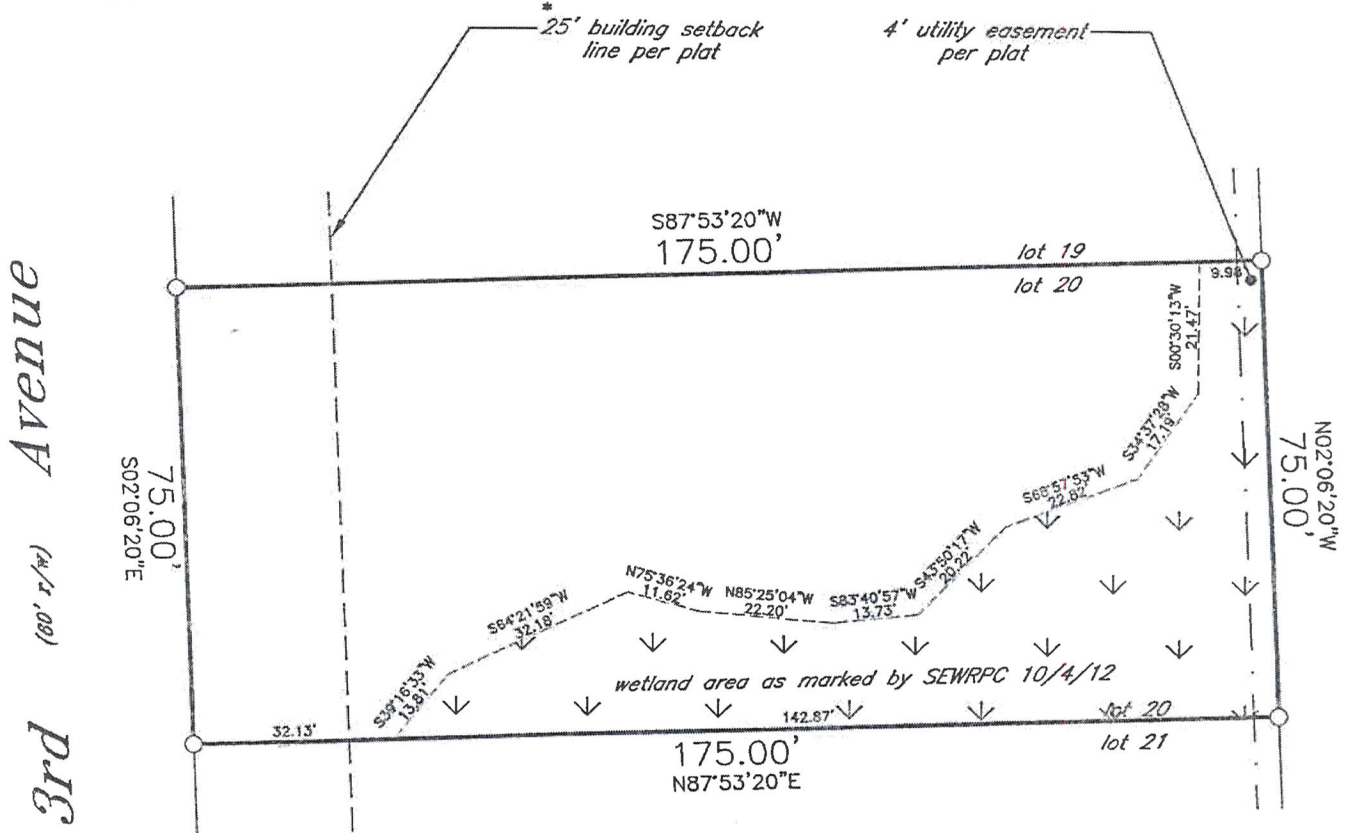 *
25' building setback
line per plat
4' utility easement
per plat
S87°53'20"W
175.00'
lot 19
lot 20
9.98
S00°30'13"W
21.47'
S34°37'28"W
17.19'
S68°57'53"W
22.82'
S43°50'17"W
20.22'
S83°40'57"W
13.73'
N85°25'04"W
22.20'
N75°36'24"W
11.62'
S64°21'59"W
32.18'
S39°16'33"W
13.81'
wetland area as marked by SEWRPC 10/4/12
32.13'
142.87'
lot 20
lot 21
175.00'
N87°53'20"E
75.00'
S02°06'20"E
N02°06'20"W
75.00'
3rd Avenue
(60' r/w)